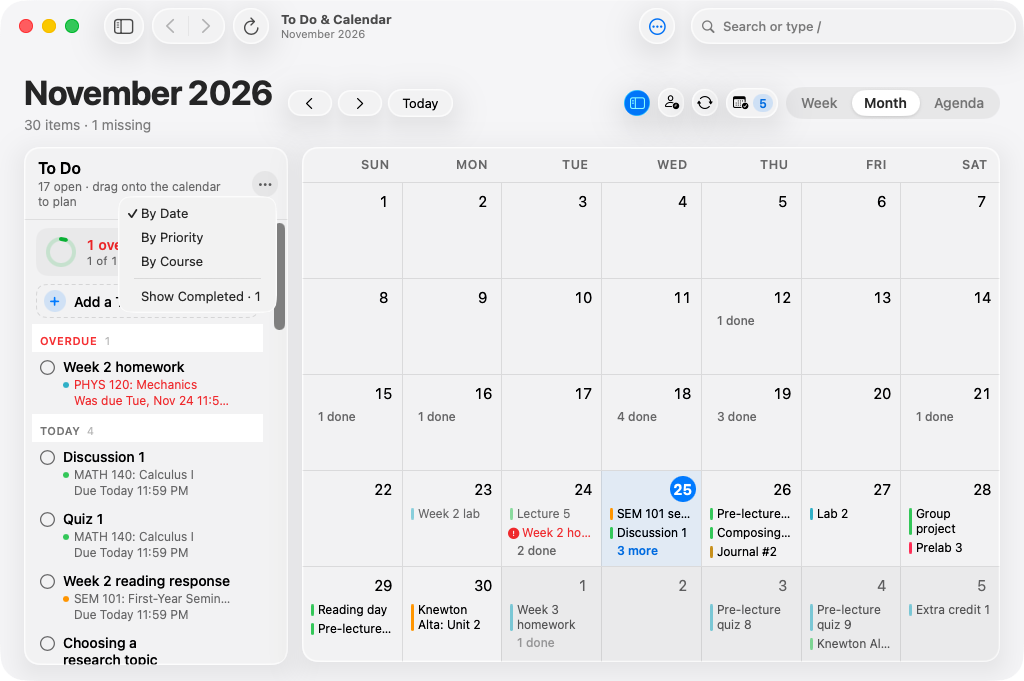 To Do & Calendar
November 2026
Search or type /
November 2026
30 items · 1 missing
Today
5
Week
Month
Agenda
To Do
17 open · drag onto the calendar
to plan
By Date
By Priority
By Course
Show Completed · 1
1 ove
1 of 1
Add a T
OVERDUE 1
Week 2 homework
PHYS 120: Mechanics
Was due Tue, Nov 24 11:5...
TODAY 4
Discussion 1
MATH 140: Calculus I
Due Today 11:59 PM
Quiz 1
MATH 140: Calculus I
Due Today 11:59 PM
Week 2 reading response
SEM 101: First-Year Semin...
Due Today 11:59 PM
Choosing a
research topic
SUN MON TUE WED THU FRI SAT
1 2 3 4 5 6 7
8 9 10 11 12 13 14
1 done
15 16 17 18 19 20 21
1 done
1 done
4 done
3 done
1 done
22 23 24 25 26 27 28
Week 2 lab
Lecture 5
Week 2 ho...
2 done
SEM 101 se...
Discussion 1
3 more
Pre-lecture...
Composing...
Journal #2
Lab 2
Group
project
Prelab 3
29 30 1 2 3 4 5
Reading day
Pre-lecture...
Knewton
Alta: Unit 2
Week 3
homework
1 done
Pre-lecture
quiz 8
Pre-lecture
quiz 9
Knewton Al...
Extra credit 1